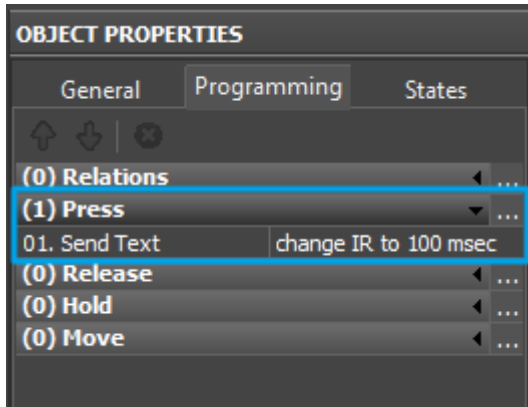 OBJECT PROPERTIES
General Programming States
(0) Relations ...
(1) Press ...
01. Send Text change IR to 100 msec
(0) Release ...
(0) Hold ...
(0) Move ...